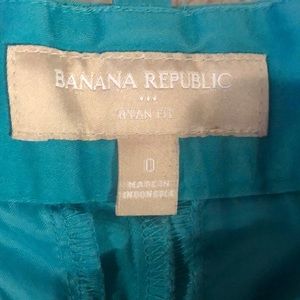 BANANA REPUBLIC
RYAN FIT
0
MADE IN
INDONESIA